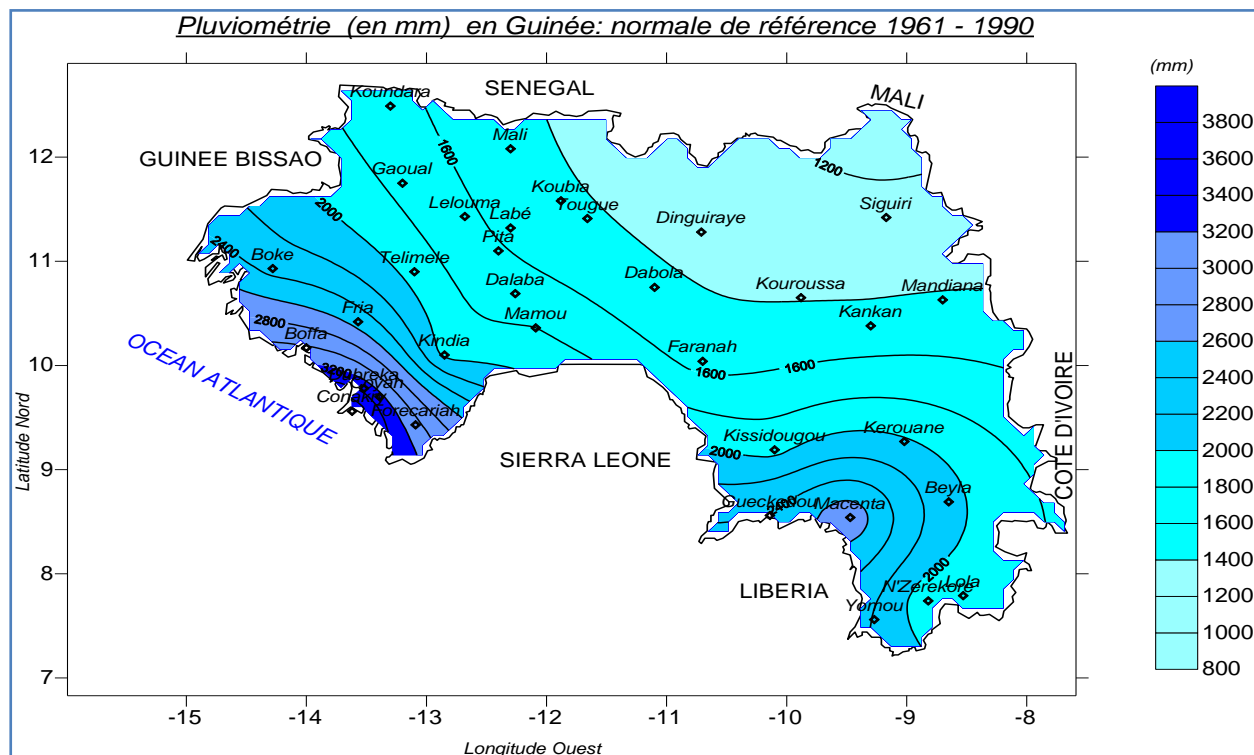 Pluviométrie (en mm) en Guinée: normale de référence 1961 - 1990
(mm)
SENEGAL
MALI
GUINEE BISSAO
Koundara
Mali
1600
1200
Gaoual
Koubia
Tougue
Lelouma
Labé
Siguiri
Dinguiraye
2000
Pita
2400
Boke
Telimele
Dabola
Kouroussa
Mandiana
Dalaba
Kankan
Fria
Mamou
2800
Boffa
Kindia
Faranah
1600
1600
OCEAN ATLANTIQUE
3200
Conakry
Forecariah
Kissidougou
Kerouane
2000
SIERRA LEONE
COTE D'IVOIRE
Beyla
Gueckedou
Macenta
2400
2000
LIBERIA
N'Zerekore
Lola
Yomou
Latitude Nord
12
11
10
9
8
7
-15
-14
-13
-12
-11
-10
-9
-8
Longitude Ouest
3800
3600
3400
3200
3000
2800
2600
2400
2200
2000
1800
1600
1400
1200
1000
800